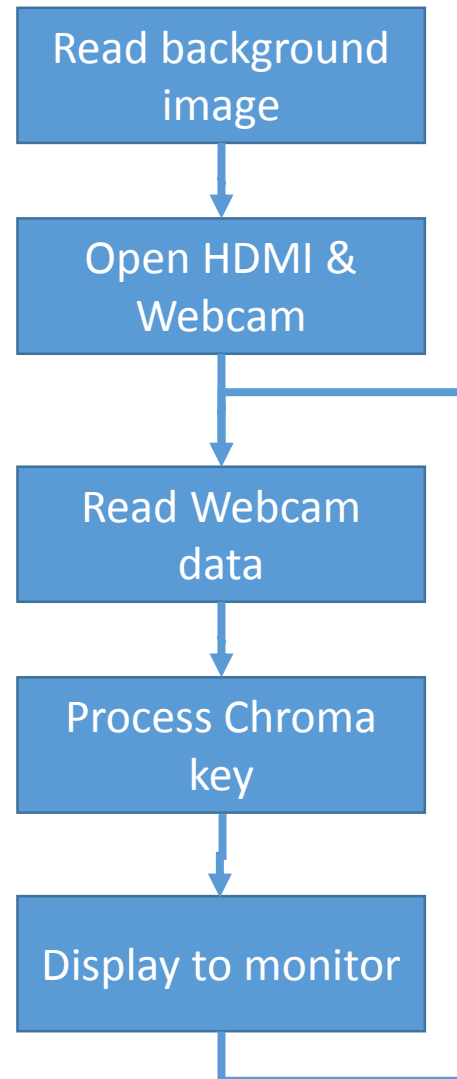 Read background
image
Open HDMI &
Webcam
Read Webcam
data
Process Chroma
key
Display to monitor